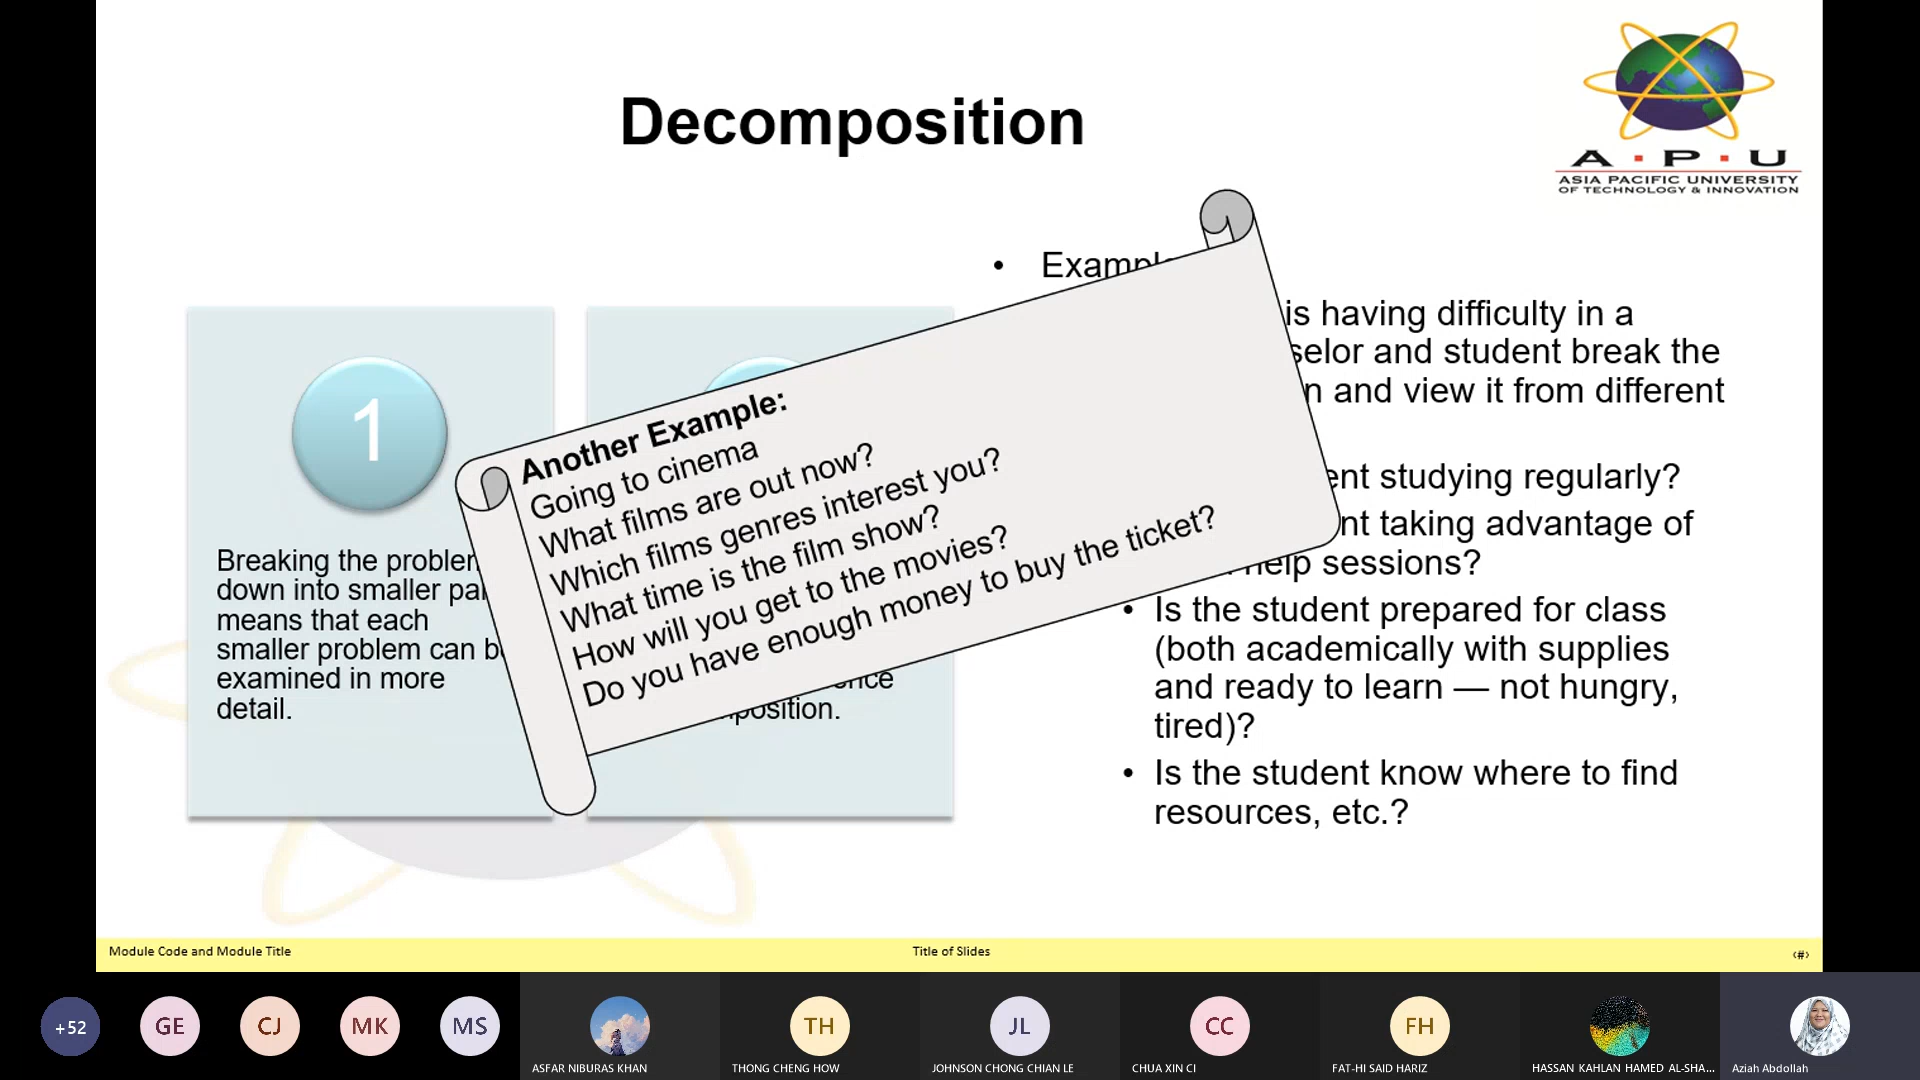 Decomposition
A · P · U
ASIA PACIFIC UNIVERSITY
OF TECHNOLOGY & INNOVATION
1
Breaking the
down into smaller
means that each
smaller problem can
examined in more
detail.
Another Example:
Going to cinema
What films are out now?
Which films genres interest you?
What time is the film show?
How will you get to the movies?
Do you have enough money to buy the ticket?
•
is having difficulty in a
and student break the
and view it from different
studying regularly?
taking advantage of
sessions?
• Is the student prepared for class
(both academically with supplies
and ready to learn — not hungry,
tired)?
• Is the student know where to find
resources, etc.?
Module Code and Module Title
Title of Slides
‹#›
+52
GE
CJ
MK
MS
ASFAR NIBURAS KHAN
TH
THONG CHENG HOW
JL
JOHNSON CHONG CHIAN LE
CC
CHUA XIN CI
FH
FAT-HI SAID HARIZ
HASSAN KAHLAN HAMED AL-SHA...
Aziah Abdollah